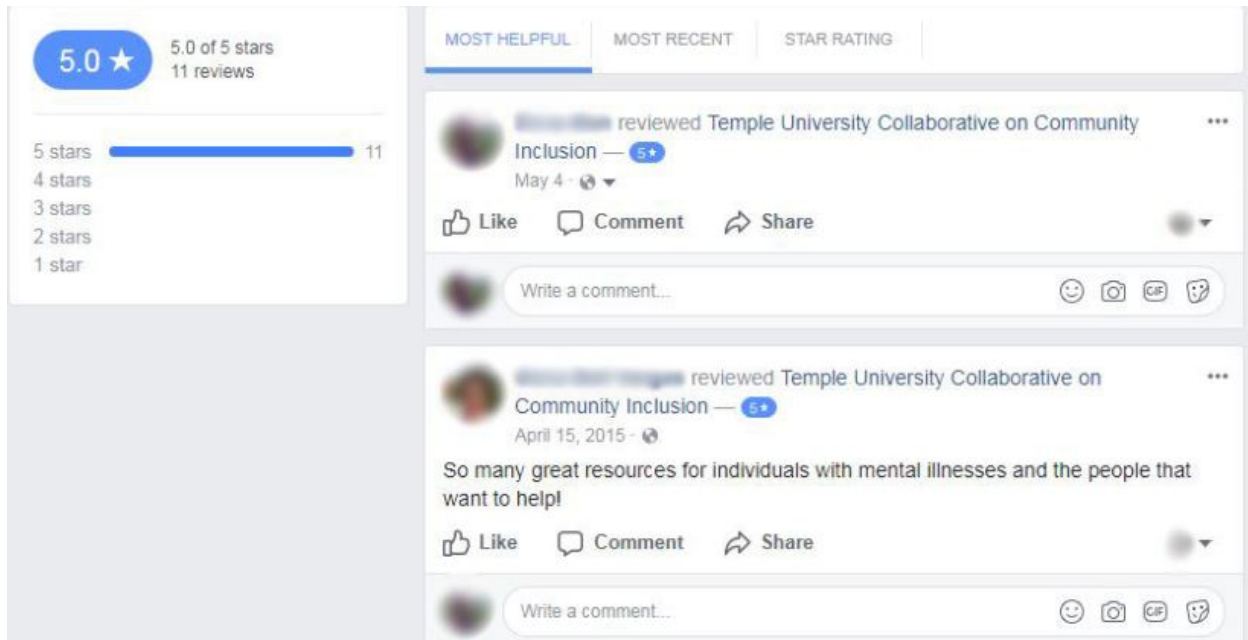 5.0 ★
5.0 of 5 stars
11 reviews
5 stars 11
4 stars
3 stars
2 stars
1 star
MOST HELPFUL MOST RECENT STAR RATING
reviewed Temple University Collaborative on Community
Inclusion — 5★
May 4 ·
Like Comment Share
Write a comment...
GIF
reviewed Temple University Collaborative on
Community Inclusion — 5★
April 15, 2015 ·
So many great resources for individuals with mental illnesses and the people that
want to help!
Like Comment Share
Write a comment...
GIF